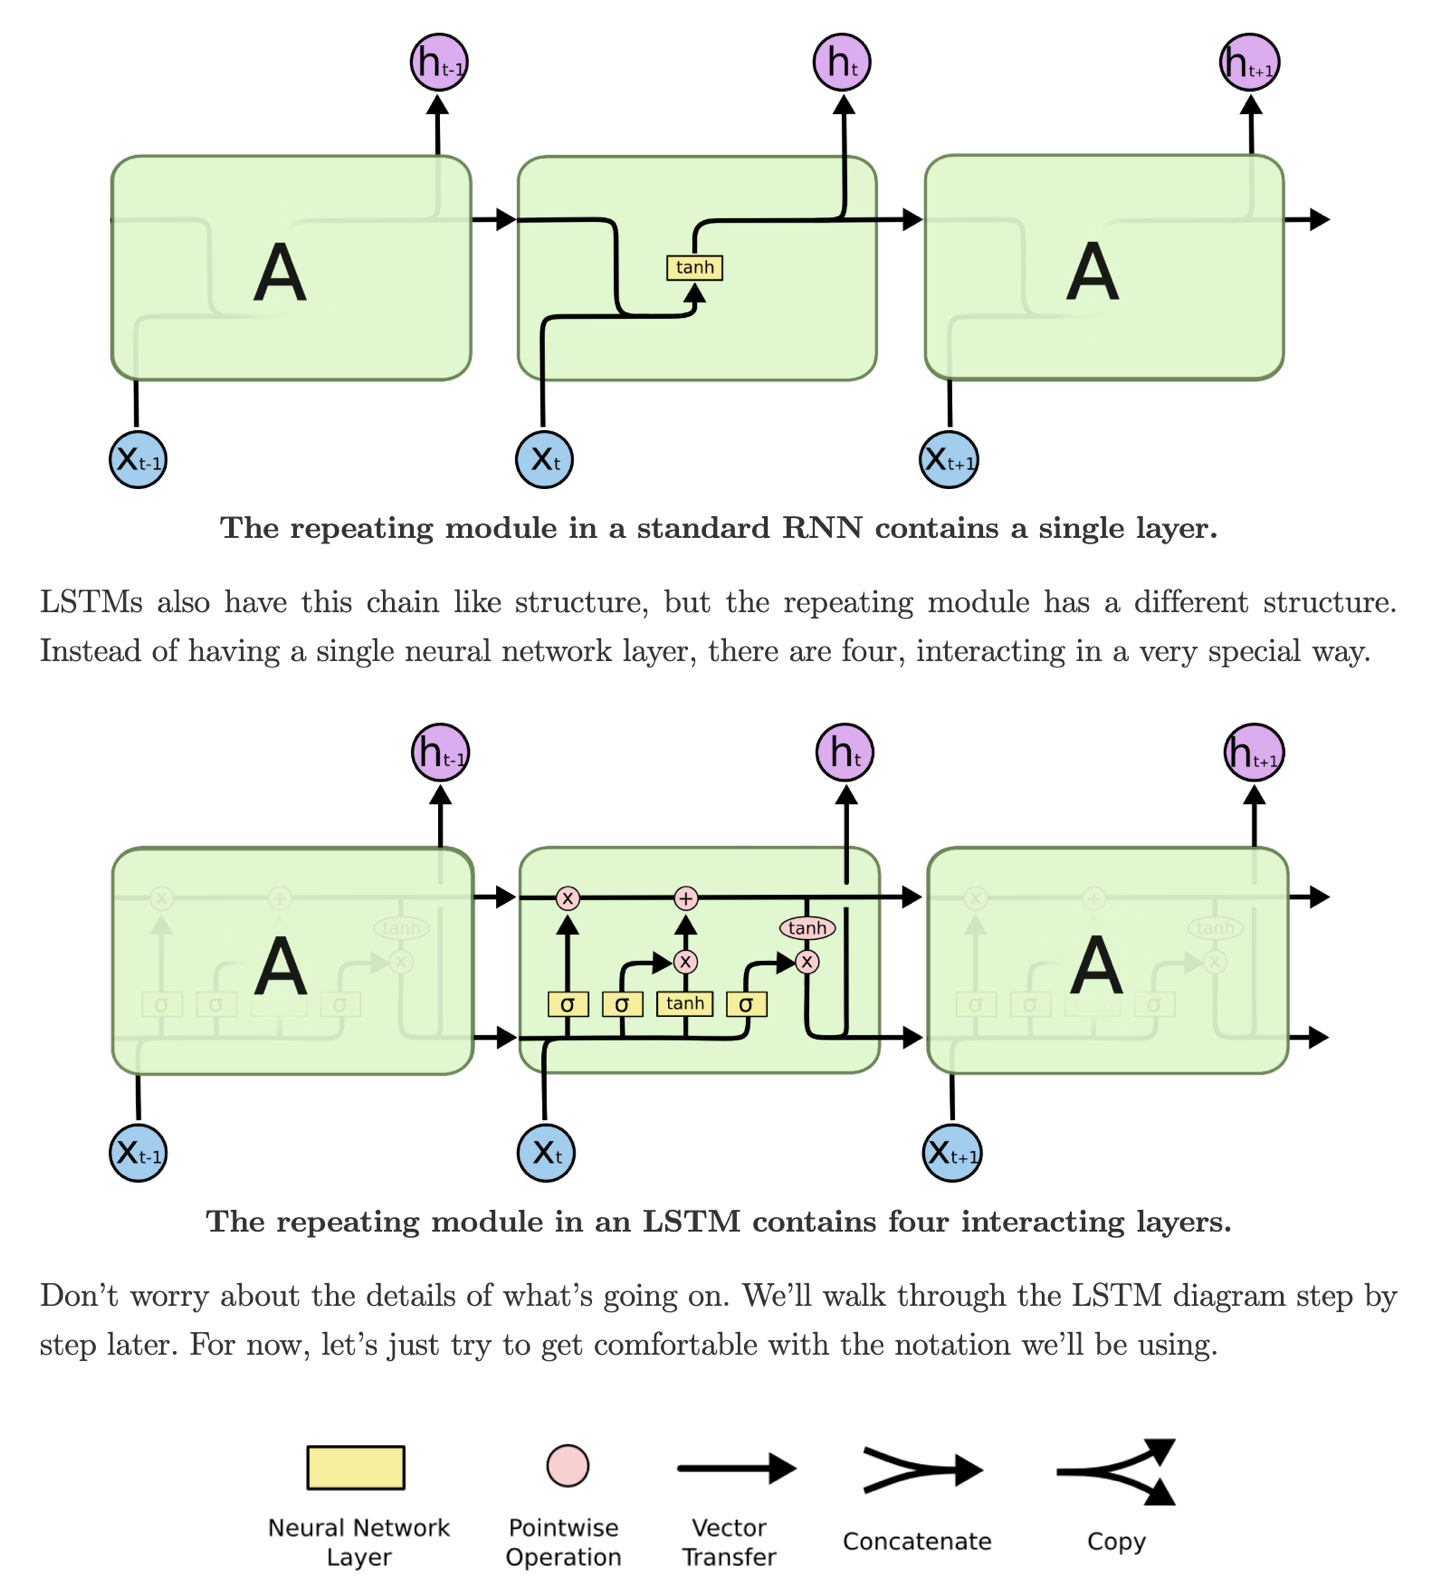 h t-1 h t h t+1
A tanh A
x t-1 x t x t+1
The repeating module in a standard RNN contains a single layer.
LSTMs also have this chain like structure, but the repeating module has a different structure.
Instead of having a single neural network layer, there are four, interacting in a very special way.
h t-1 h t h t+1
x + x + x +
tanh tanh tanh
A x x x A x
σ σ σ σ σ tanh σ σ σ σ
x t-1 x t x t+1
The repeating module in an LSTM contains four interacting layers.
Don’t worry about the details of what’s going on. We’ll walk through the LSTM diagram step by
step later. For now, let’s just try to get comfortable with the notation we’ll be using.
Neural Network Pointwise Vector
Layer Operation Transfer Concatenate Copy